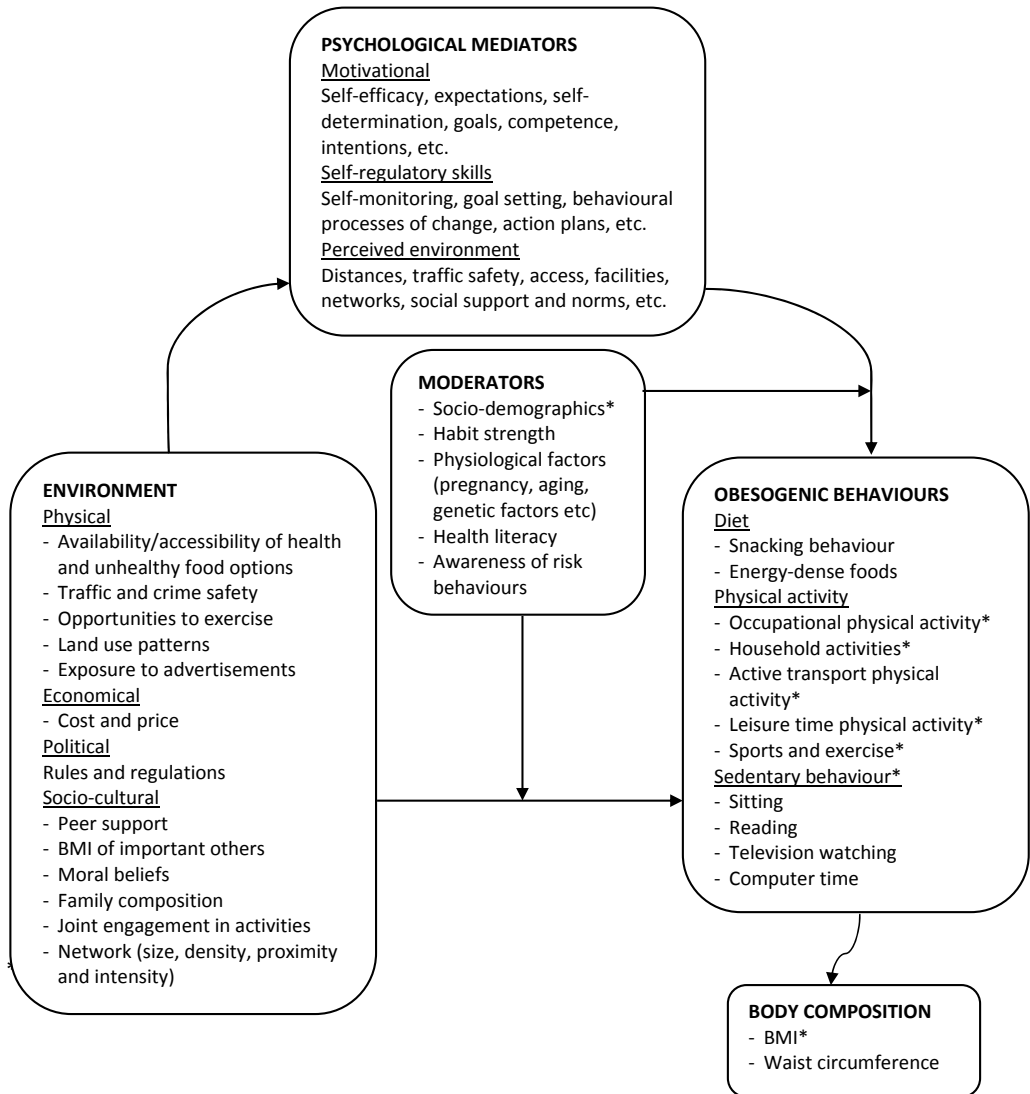 PSYCHOLOGICAL MEDIATORS
Motivational
Self-efficacy, expectations, self-
determination, goals, competence,
intentions, etc.
Self-regulatory skills
Self-monitoring, goal setting, behavioural
processes of change, action plans, etc.
Perceived environment
Distances, traffic safety, access, facilities,
networks, social support and norms, etc.
MODERATORS
- Socio-demographics*
- Habit strength
- Physiological factors
(pregnancy, aging,
genetic factors etc)
- Health literacy
- Awareness of risk
behaviours
ENVIRONMENT
Physical
- Availability/accessibility of health
and unhealthy food options
- Traffic and crime safety
- Opportunities to exercise
- Land use patterns
- Exposure to advertisements
Economical
- Cost and price
Political
Rules and regulations
Socio-cultural
- Peer support
- BMI of important others
- Moral beliefs
- Family composition
- Joint engagement in activities
- Network (size, density, proximity
and intensity)
*
OBESOGENIC BEHAVIOURS
Diet
- Snacking behaviour
- Energy-dense foods
Physical activity
- Occupational physical activity*
- Household activities*
- Active transport physical
activity*
- Leisure time physical activity*
- Sports and exercise*
Sedentary behaviour*
- Sitting
- Reading
- Television watching
- Computer time
BODY COMPOSITION
- BMI*
- Waist circumference